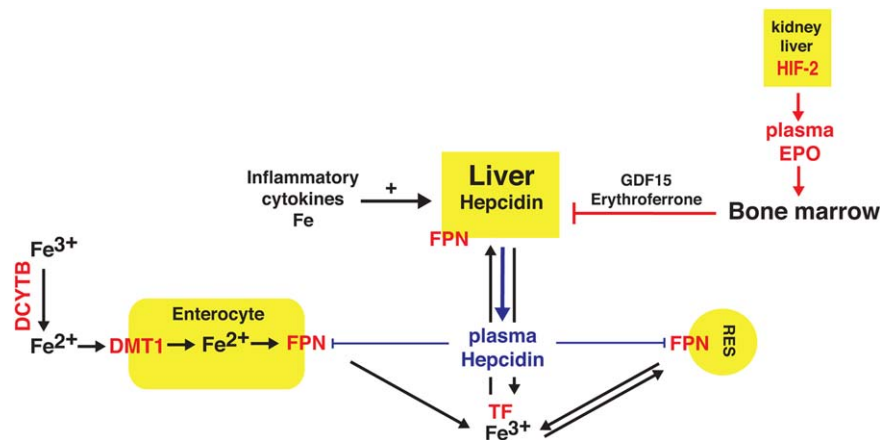 kidney
liver
HIF-2
plasma
EPO
Inflammatory
cytokines
Fe
+
Liver
Hepcidin
FPN
GDF15
Erythroferrone
Bone marrow
Fe3+
DCYTB
Fe2+
Enterocyte
DMT1
Fe2+
FPN
plasma
Hepcidin
FPN
RES
TF
Fe3+